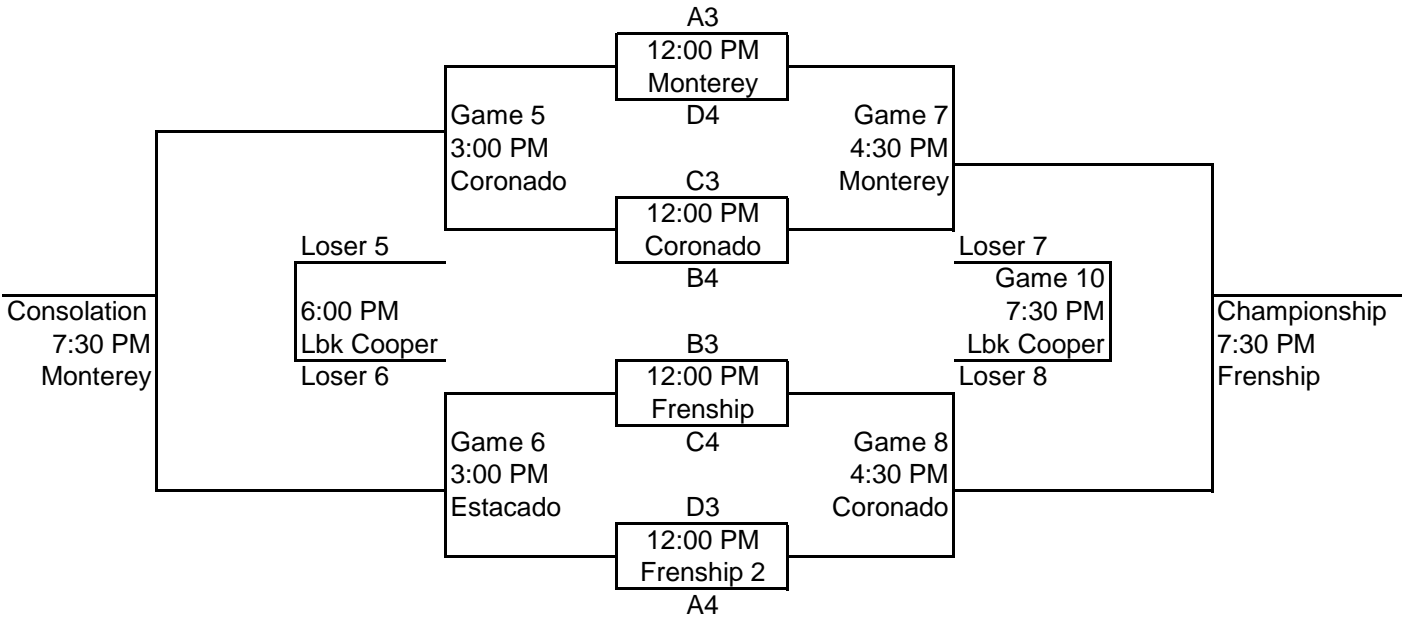 A3
12:00 PM
Monterey
D4
Game 5
3:00 PM
Coronado
Game 7
4:30 PM
Monterey
C3
12:00 PM
Coronado
B4
Loser 5
6:00 PM
Lbk Cooper
Loser 6
Loser 7
Game 10
7:30 PM
Lbk Cooper
Loser 8
Consolation
7:30 PM
Monterey
Championship
7:30 PM
Frenship
B3
12:00 PM
Frenship
C4
Game 6
3:00 PM
Estacado
Game 8
4:30 PM
Coronado
D3
12:00 PM
Frenship 2
A4